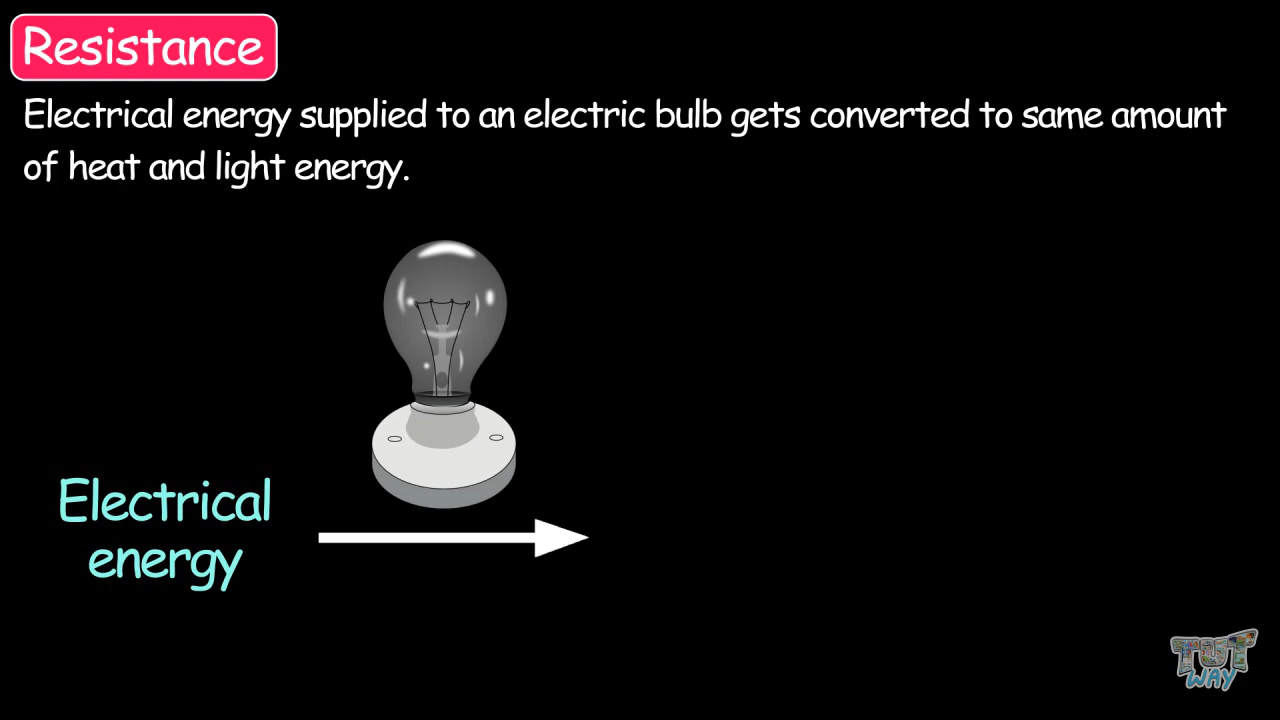 Resistance
Electrical energy supplied to an electric bulb gets converted to same amount
of heat and light energy.
Electrical
energy
TUT
WAY